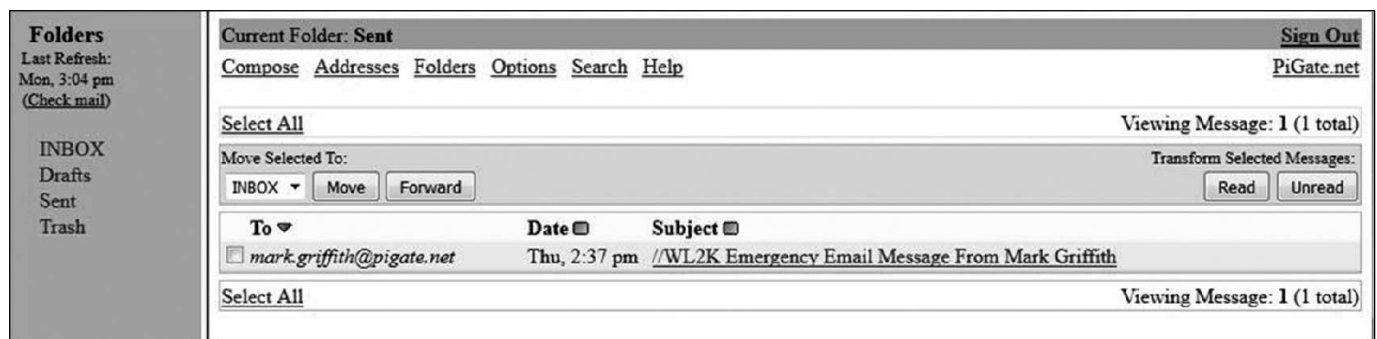 Folders
Last Refresh:
Mon, 3:04 pm
(Check mail)
INBOX
Drafts
Sent
Trash
Current Folder: Sent Sign Out
Compose Addresses Folders Options Search Help PiGate.net
Select All Viewing Message: 1 (1 total)
Move Selected To: Transform Selected Messages:
INBOX Move Forward Read Unread
To Date Subject
mark.griffith@pigate.net Thu, 2:37 pm //WL2K Emergency Email Message From Mark Griffith
Select All Viewing Message: 1 (1 total)